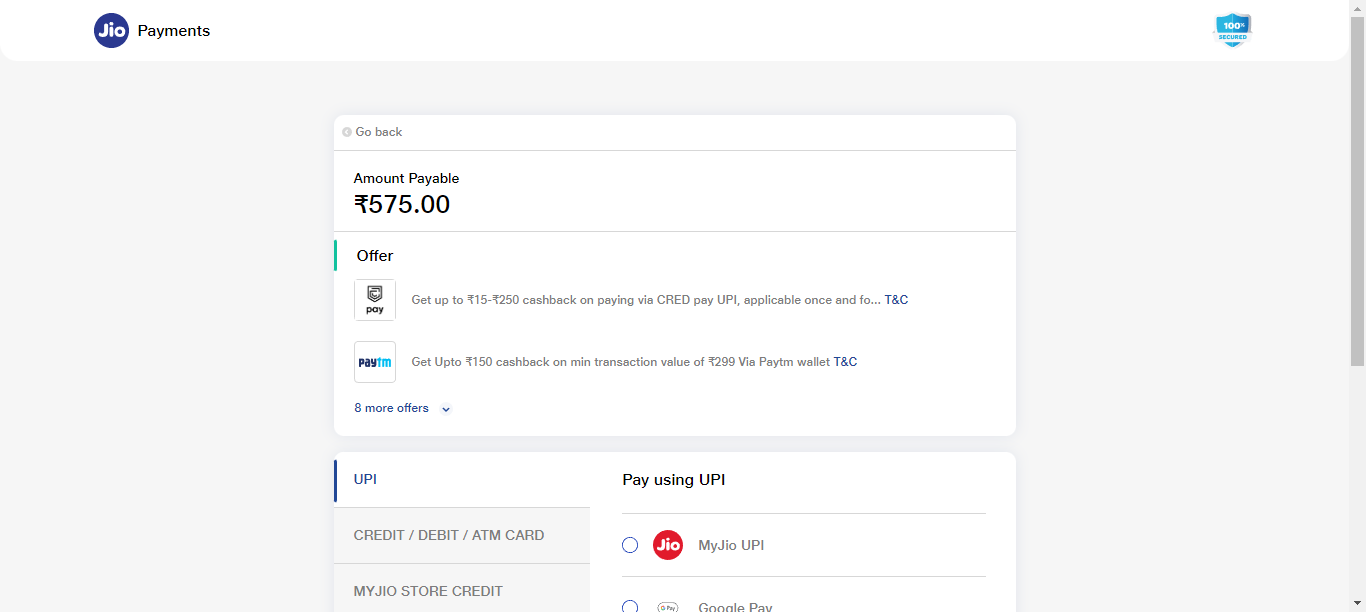 Jio Payments
100%
SECURED
Go back
Amount Payable
₹575.00
Offer
pay
Get up to ₹15-₹250 cashback on paying via CRED pay UPI, applicable once and fo... T&C
paytm
Get Upto ₹150 cashback on min transaction value of ₹299 Via Paytm wallet T&C
8 more offers
UPI
CREDIT / DEBIT / ATM CARD
MYJIO STORE CREDIT
Pay using UPI
Jio MyJio UPI
G Pay Google Pay